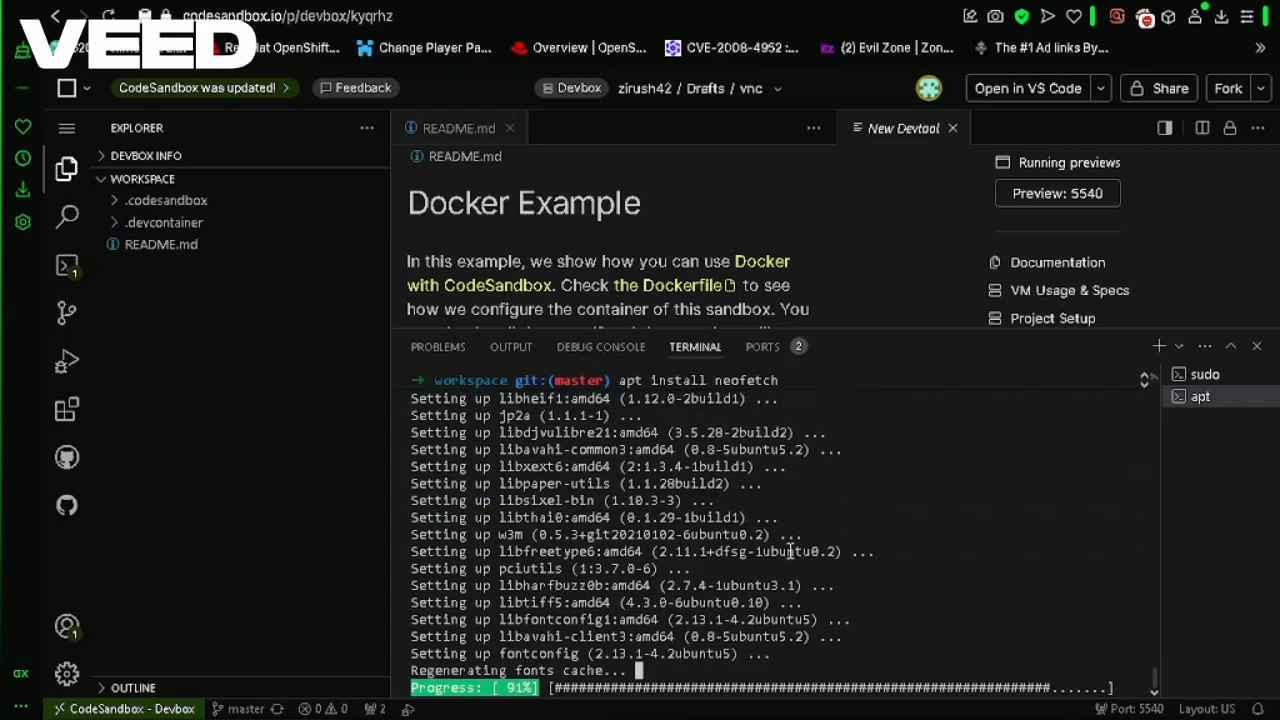 codesandbox.io/p/devbox/kyqrhz
VEED
Change Player Pa...
Overview (OpenS...
CVE-2008-4952 :...
(2) Evil Zone | Zon...
The #1 Ad links By...
CodeSandbox was updated!
Feedback
Devbox
zirush42 / Drafts / vnc
Open in VS Code
Share
Fork
EXPLORER
README.md
New Devtool
DEVBOX INFO
README.md
Running previews
WORKSPACE
Preview: 5540
.codesandbox
Docker Example
.devcontainer
README.md
In this example, we show how you can use Docker
with CodeSandbox. Check the Dockerfile to see
how we configure the container of this sandbox. You
Documentation
VM Usage & Specs
Project Setup
PROBLEMS
OUTPUT
DEBUG CONSOLE
TERMINAL
PORTS 2
sudo
apt
→ workspace git:(master) apt install neofetch
Setting up libheif1:amd64 (1.12.0-2build1) ...
Setting up jp2a (1.1.1-1) ...
Setting up libdjvulibre21:amd64 (3.5.28-2build2) ...
Setting up libavahi-common3:amd64 (0.8-5ubuntu5.2) ...
Setting up libxext6:amd64 (2:1.3.4-1build1) ...
Setting up libpaper-utils (1.1.28build2) ...
Setting up libsixel-bin (1.10.3-3) ...
Setting up libthai0:amd64 (0.1.29-1build1) ...
Setting up w3m (0.5.3+git20210102-6ubuntu0.2) ...
Setting up libfreetype6:amd64 (2.11.1+dfsg-1ubuntu0.2) ...
Setting up pciutils (1:3.7.0-6) ...
Setting up libharfbuzz0b:amd64 (2.7.4-1ubuntu3.1) ...
Setting up libtiff5:amd64 (4.3.0-6ubuntu0.10) ...
Setting up libfontconfig1:amd64 (2.13.1-4.2ubuntu5) ...
Setting up libavahi-client3:amd64 (0.8-5ubuntu5.2) ...
Setting up fontconfig (2.13.1-4.2ubuntu5) ...
Regenerating fonts cache...
Progress: [ 91%] [##############################################################.......]
OUTLINE
CodeSandbox - Devbox
master
0
0
2
Port: 5540
Layout: US
1
1
ax